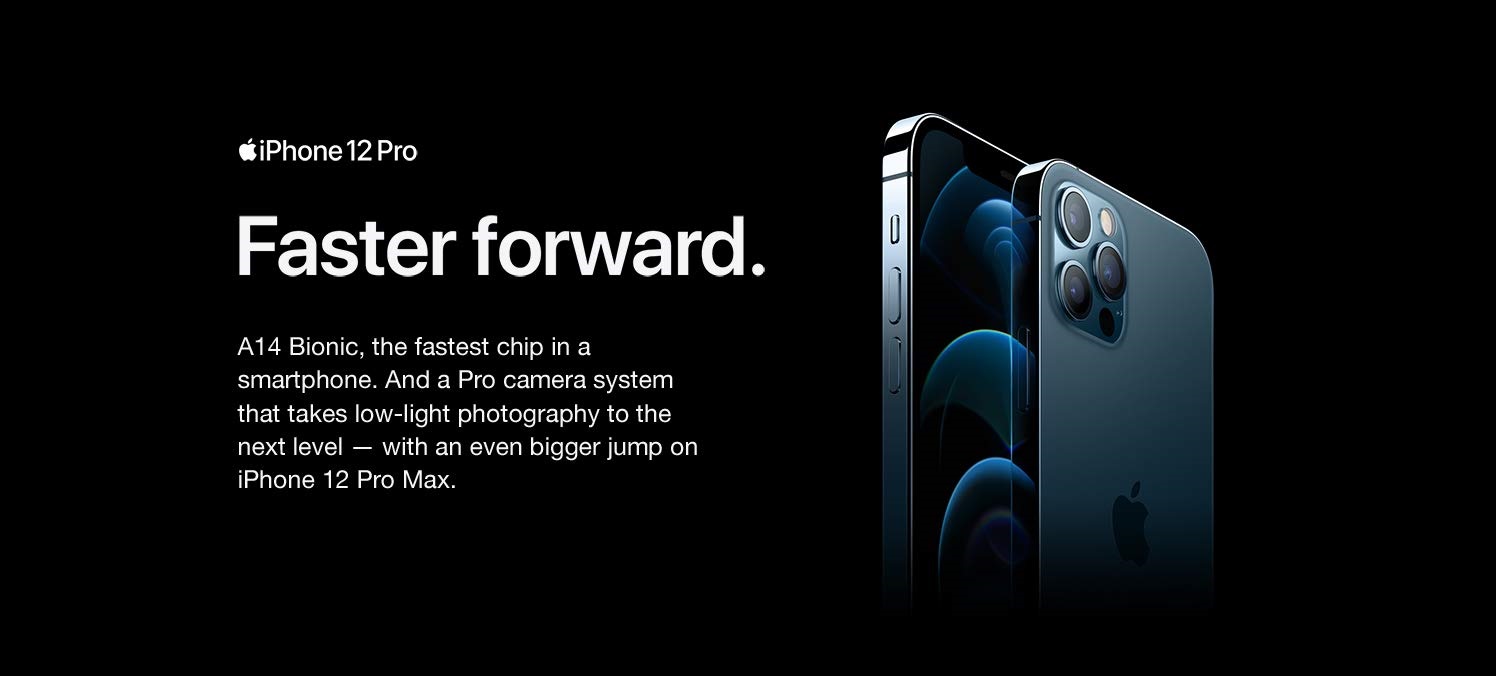 iPhone 12 Pro
Faster forward.
A14 Bionic, the fastest chip in a
smartphone. And a Pro camera system
that takes low-light photography to the
next level — with an even bigger jump on
iPhone 12 Pro Max.